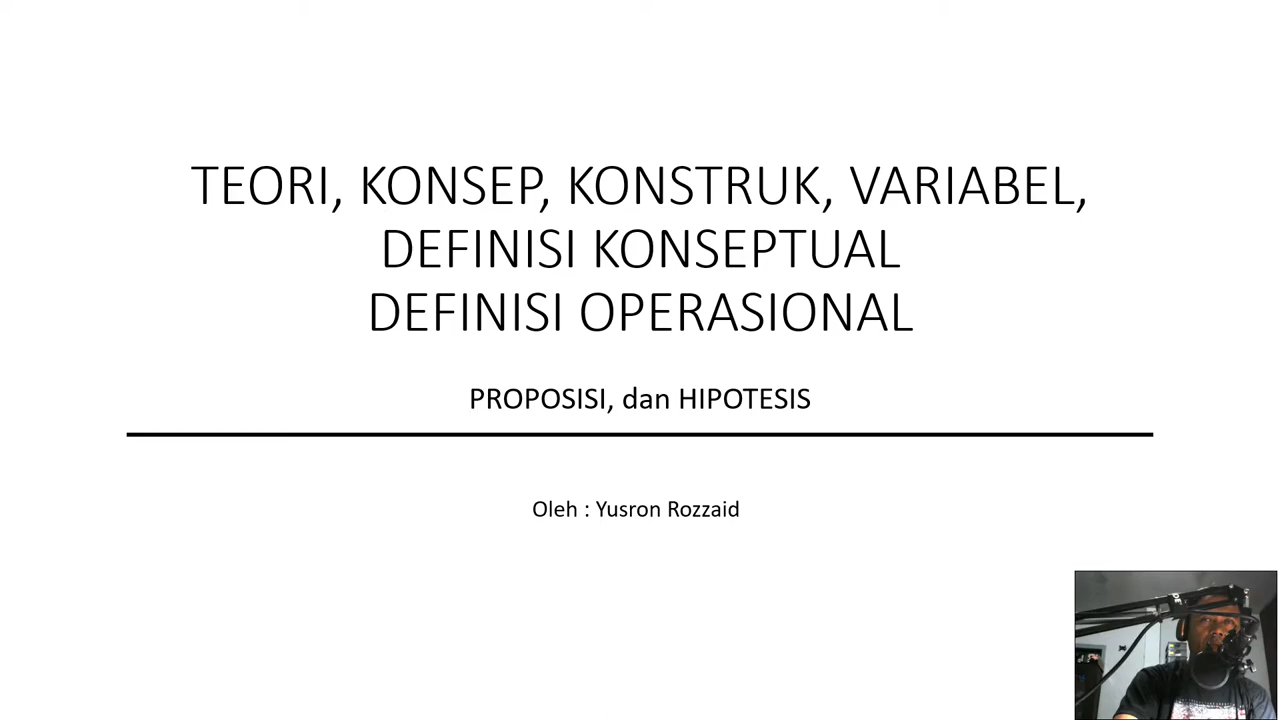 TEORI, KONSEP, KONSTRUK, VARIABEL,
DEFINISI KONSEPTUAL
DEFINISI OPERASIONAL
PROPOSISI, dan HIPOTESIS
Oleh : Yusron Rozzaid